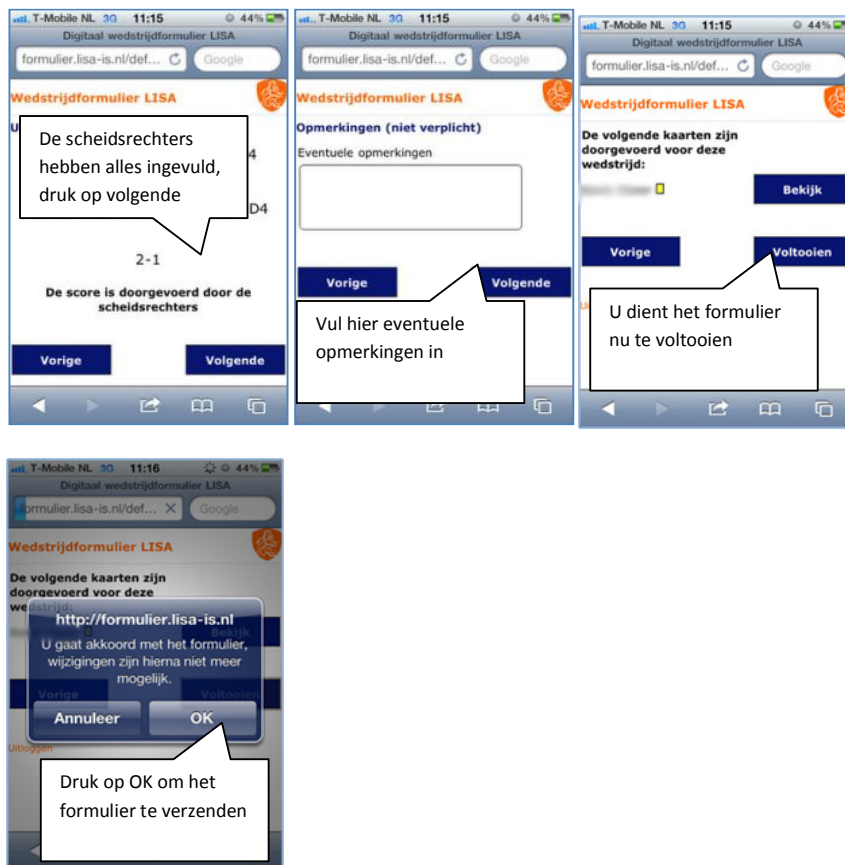 T-Mobile NL 3G 11:15 44%
Digitaal wedstrijdformulier LISA
formulier.lisa-is.nl/def... Google
Wedstrijdformulier LISA
U
De scheidsrechters
hebben alles ingevuld,
druk op volgende
4
D4
2-1
De score is doorgevoerd door de
scheidsrechters
Vorige Volgende
T-Mobile NL 3G 11:15 44%
Digitaal wedstrijdformulier LISA
formulier.lisa-is.nl/def... Google
Wedstrijdformulier LISA
Opmerkingen (niet verplicht)
Eventuele opmerkingen
Vorige Volgende
Vul hier eventuele
opmerkingen in
T-Mobile NL 3G 11:15 44%
Digitaal wedstrijdformulier LISA
formulier.lisa-is.nl/def... Google
Wedstrijdformulier LISA
De volgende kaarten zijn
doorgevoerd voor deze
wedstrijd:
Bekijk
Vorige Voltooien
U dient het formulier
nu te voltooien
T-Mobile NL 3G 11:16 44%
Digitaal wedstrijdformulier LISA
formulier.lisa-is.nl/def... Google
Wedstrijdformulier LISA
De volgende kaarten zijn
doorgevoerd voor deze
wedstrijd:
http://formulier.lisa-is.nl
Bekijk
U gaat akkoord met het formulier,
wijzigingen zijn hierna niet meer
mogelijk.
Vorige Voltooien
Annuleer OK
Uitloggen
Druk op OK om het
formulier te verzenden